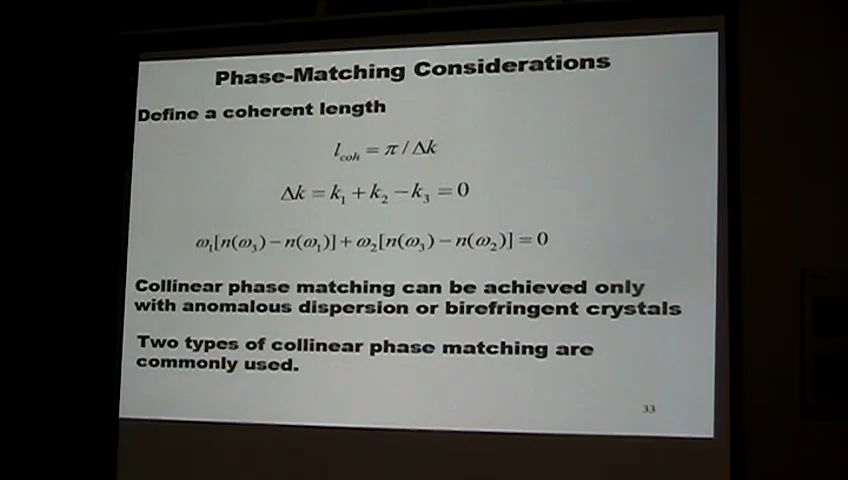 Phase-Matching Considerations
Define a coherent length
l_coh = π / Δk
Δk = k₁ + k₂ − k₃ = 0
ω₁[n(ω₃) − n(ω₁)] + ω₂[n(ω₃) − n(ω₂)] = 0
Collinear phase matching can be achieved only
with anomalous dispersion or birefringent crystals
Two types of collinear phase matching are
commonly used.
33